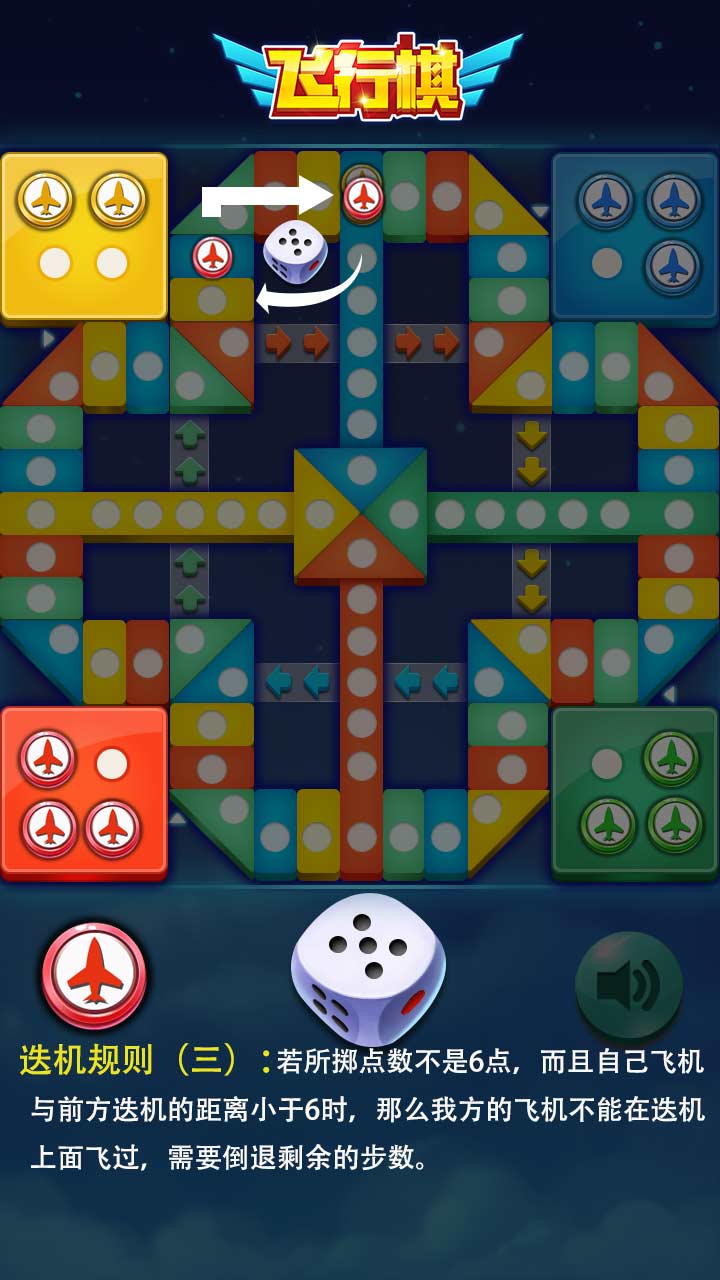 飞行棋
迭机规则（三）：若所掷点数不是6点，而且自己飞机
与前方迭机的距离小于6时，那么我方的飞机不能在迭机
上面飞过，需要倒退剩余的步数。